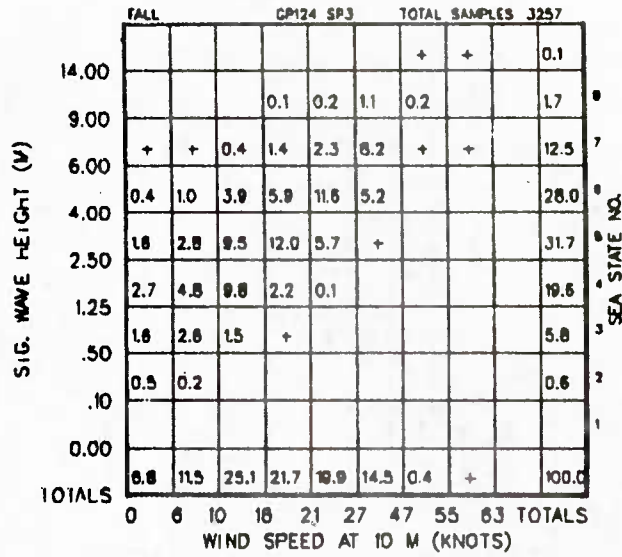 FALL GP124 SP3 TOTAL SAMPLES 3257
+ + 0.1
14.00
0.1 0.2 1.1 0.2 1.7 8
9.00
+ + 0.4 1.4 2.3 8.2 + + 12.5 7
6.00
0.4 1.0 3.9 5.9 11.6 5.2 28.0 6
4.00
1.6 2.8 9.5 12.0 5.7 + 31.7 5
2.50
2.7 4.8 9.8 2.2 0.1 19.6 4
1.25
1.6 2.6 1.5 + 5.8 3
.50
0.5 0.2 0.6 2
.10
1
0.00
6.8 11.5 25.1 21.7 19.9 14.5 0.4 + 100.0
TOTALS
0 6 10 16 21 27 47 55 63 TOTALS
WIND SPEED AT 10 M (KNOTS)
SIG. WAVE HEIGHT (M)
SEA STATE NO.